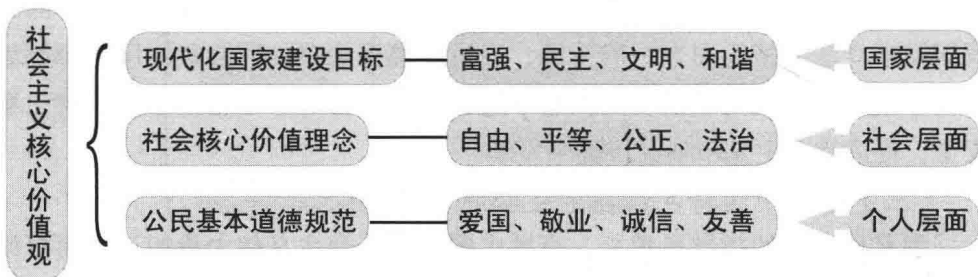 社会主义核心价值观
现代化国家建设目标 富强、民主、文明、和谐 国家层面
社会核心价值理念 自由、平等、公正、法治 社会层面
公民基本道德规范 爱国、敬业、诚信、友善 个人层面